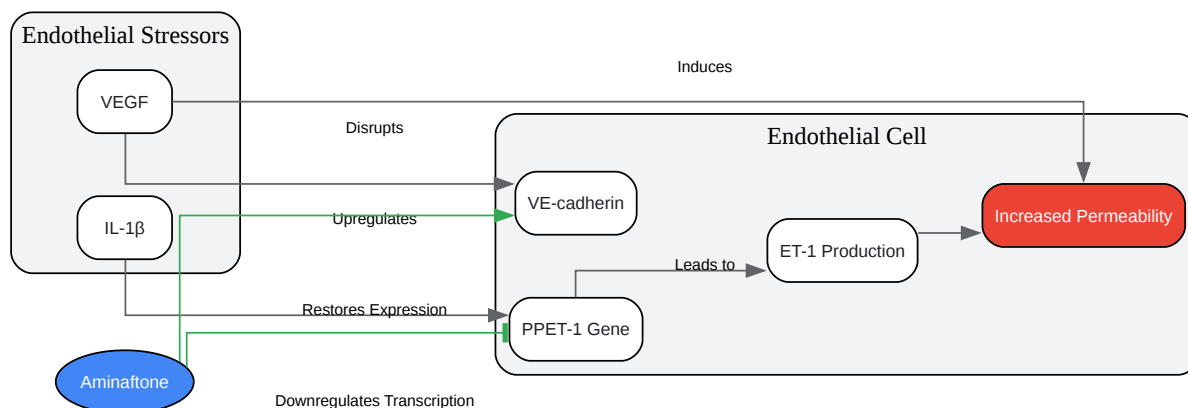 Endothelial Stressors
VEGF
Induces
Disrupts
Endothelial Cell
VE-cadherin
Increased Permeability
IL-1β
Upregulates
ET-1 Production
Leads to
Restores Expression
PPET-1 Gene
Aminaftone
Downregulates Transcription